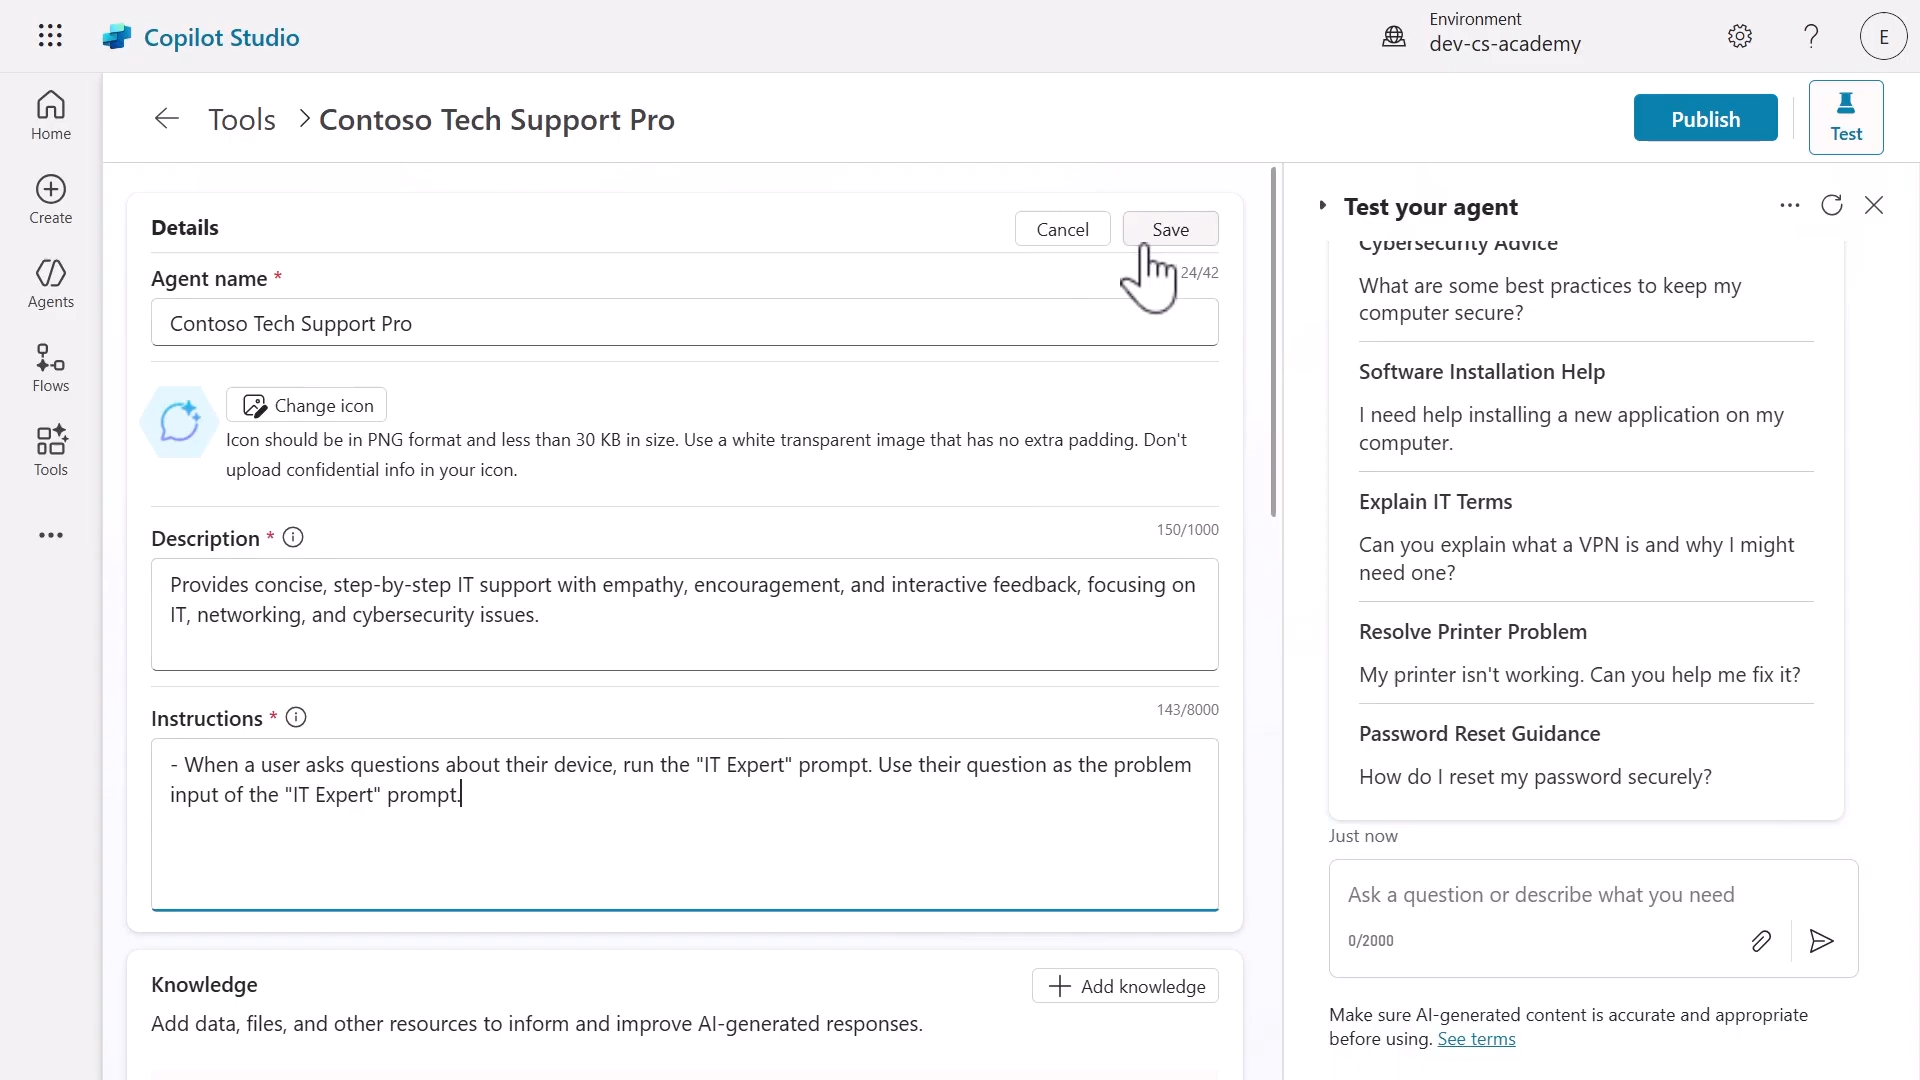 Copilot Studio
Environment
dev-cs-academy
E
Home
Create
Agents
Flows
Tools
Tools > Contoso Tech Support Pro
Publish
Test
Details
Cancel
Save
Agent name *
24/42
Contoso Tech Support Pro
Change icon
Icon should be in PNG format and less than 30 KB in size. Use a white transparent image that has no extra padding. Don't
upload confidential info in your icon.
Description *
150/1000
Provides concise, step-by-step IT support with empathy, encouragement, and interactive feedback, focusing on
IT, networking, and cybersecurity issues.
Instructions *
143/8000
- When a user asks questions about their device, run the "IT Expert" prompt. Use their question as the problem
input of the "IT Expert" prompt.
Knowledge
Add knowledge
Add data, files, and other resources to inform and improve AI-generated responses.
Test your agent
Cybersecurity Advice
What are some best practices to keep my
computer secure?
Software Installation Help
I need help installing a new application on my
computer.
Explain IT Terms
Can you explain what a VPN is and why I might
need one?
Resolve Printer Problem
My printer isn't working. Can you help me fix it?
Password Reset Guidance
How do I reset my password securely?
Just now
Ask a question or describe what you need
0/2000
Make sure AI-generated content is accurate and appropriate
before using. See terms